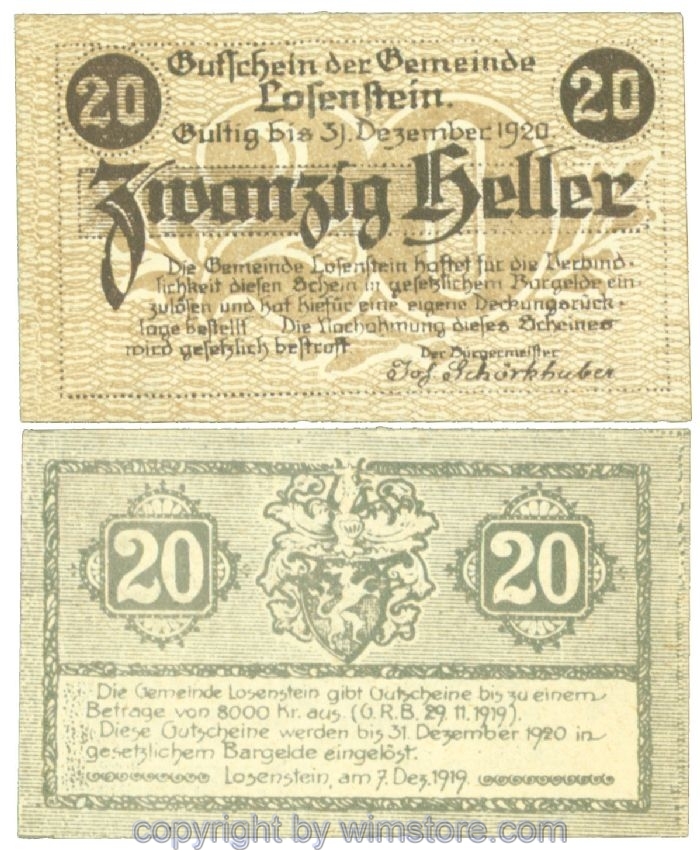 20
20
Gutschein der Gemeinde
Losenstein.
Gültig bis 31. Dezember 1920
Zwanzig Heller
Die Gemeinde Losenstein haftet für die Verbind-
lichkeit diesen Schein in gesetzlichem Bargelde ein-
zulösen und hat hiefür eine eigene Deckungsrück-
lage bestellt. Die Nachahmung dieses Scheines
wird gesetzlich bestraft.
Der Bürgermeister
Jos. Schörkhuber
20
20
Die Gemeinde Losenstein gibt Gutscheine bis zu einem
Betrage von 8000 Kr. aus. (G.R.B. 29.11.1919).
Diese Gutscheine werden bis 31. Dezember 1920 in
gesetzlichem Bargelde eingelöst.
Losenstein, am 7. Dez. 1919.
copyright by wimstore.com